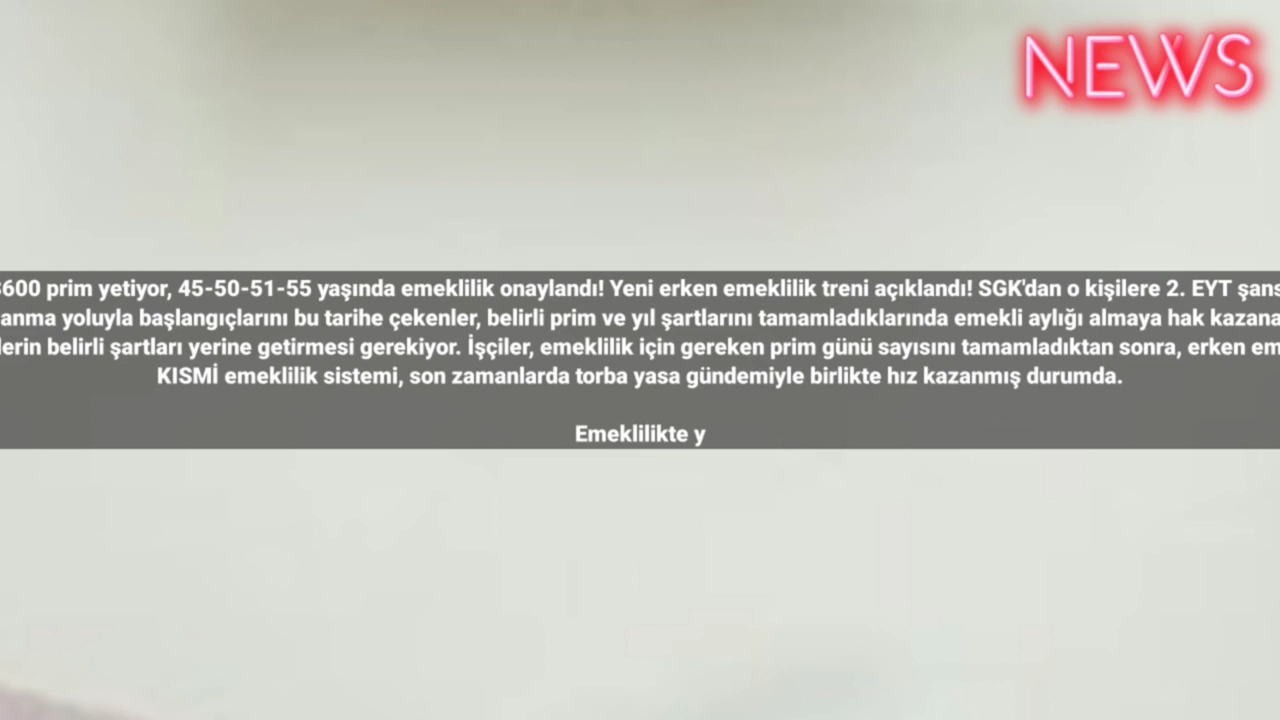 NEWS
600 prim yetiyor, 45-50-51-55 yaşında emeklilik onaylandı! Yeni erken emeklilik treni açıklandı! SGK'dan o kişilere 2. EYT şans
anma yoluyla başlangıçlarını bu tarihe çekenler, belirli prim ve yıl şartlarını tamamladıklarında emekli aylığı almaya hak kazana
lerin belirli şartları yerine getirmesi gerekiyor. İşçiler, emeklilik için gereken prim günü sayısını tamamladıktan sonra, erken em
KISMİ emeklilik sistemi, son zamanlarda torba yasa gündemiyle birlikte hız kazanmış durumda.
Emeklilikte y